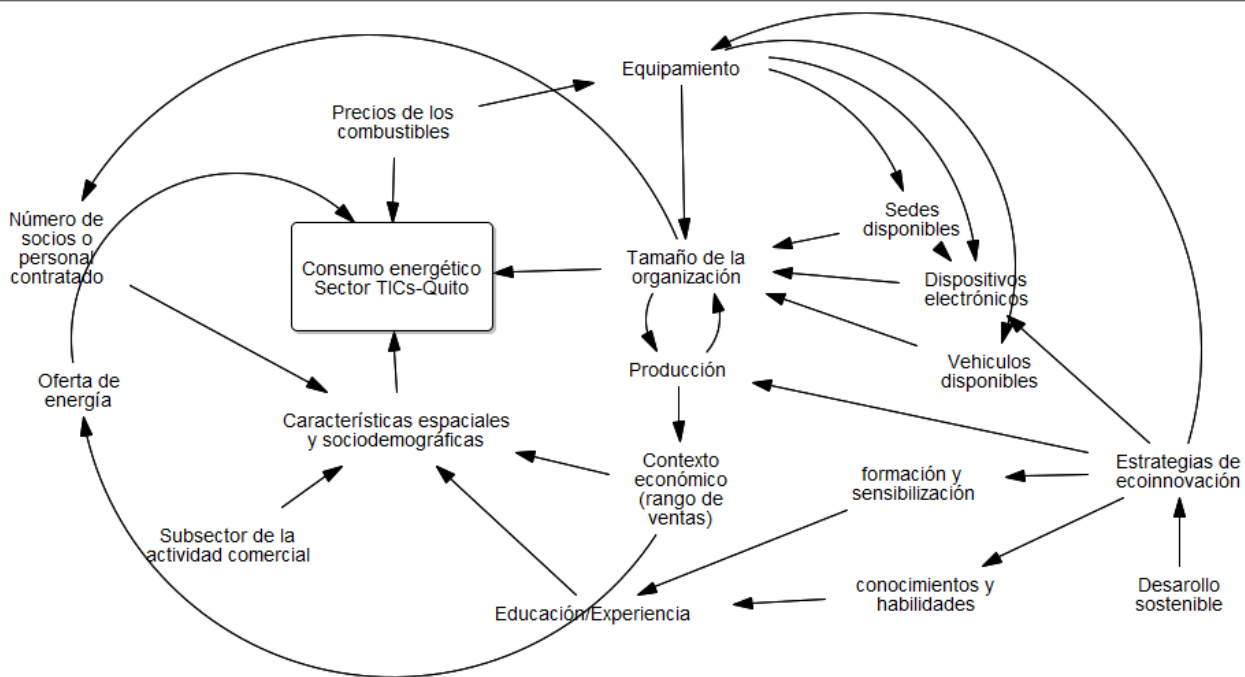 Equipamiento
Precios de los
combustibles
Número de
socios o
personal
contratado
Sedes
disponibles
Consumo energético
Sector TICs-Quito
Tamaño de la
organización
Dispositivos
electrónicos
Vehiculos
disponibles
Producción
Oferta de
energía
Características espaciales
y sociodemográficas
Contexto
económico
(rango de
ventas)
formación y
sensibilización
Estrategias de
ecoinnovación
Subsector de la
actividad comercial
conocimientos y
habilidades
Desarollo
sostenible
Educación/Experiencia